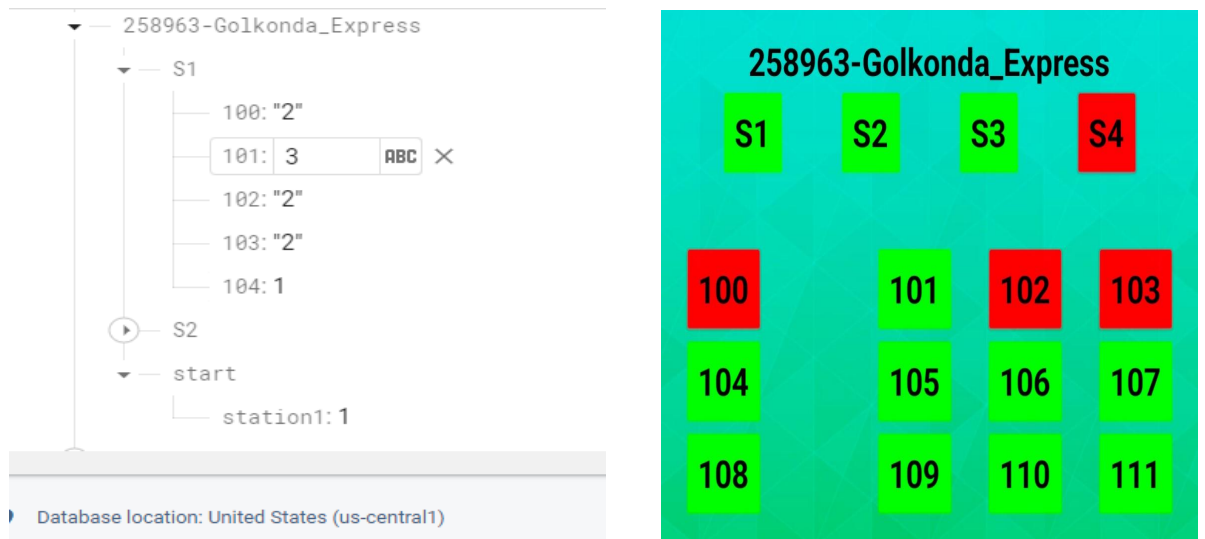 258963-Golkonda_Express
S1
100: "2"
101: 3 ABC
102: "2"
103: "2"
104: 1
S2
start
station1: 1
Database location: United States (us-central1)
258963-Golkonda_Express
S1 S2 S3 S4
100 101 102 103
104 105 106 107
108 109 110 111